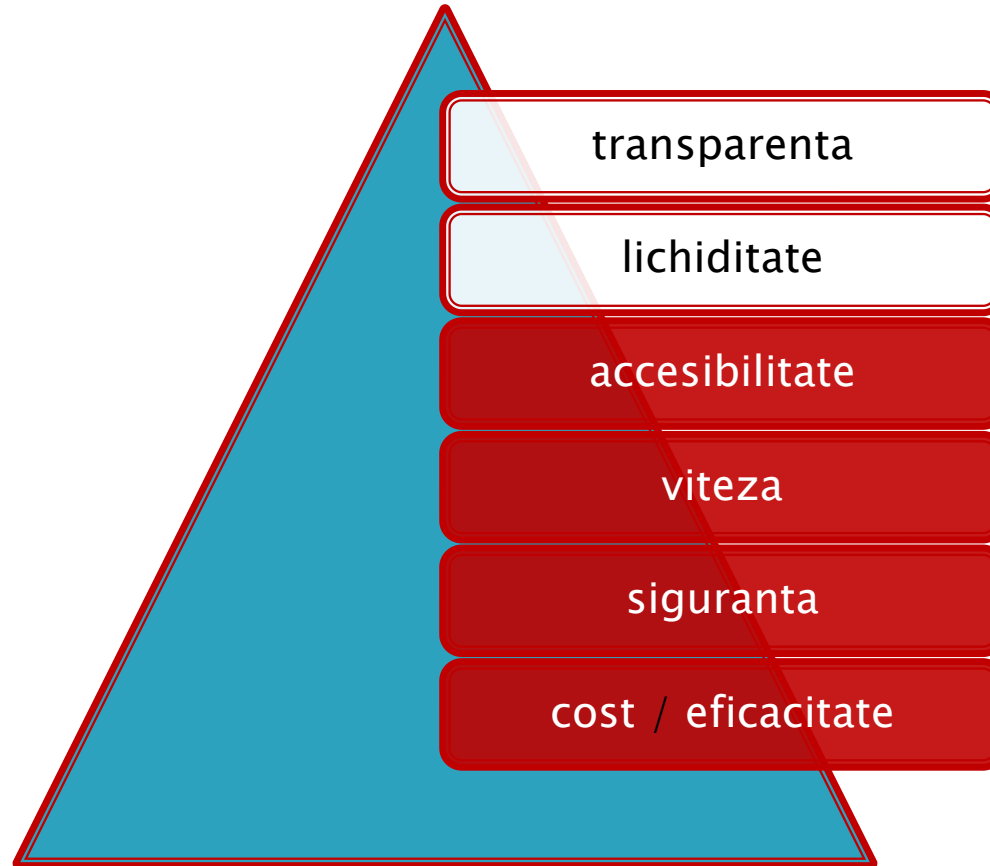 transparenta
lichiditate
accesibilitate
viteza
siguranta
cost / eficacitate